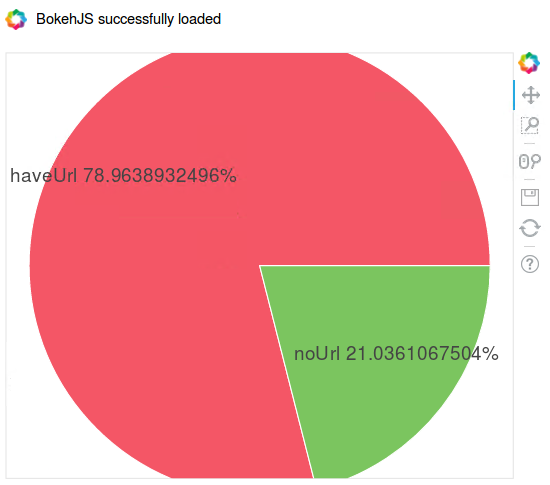 BokehJS successfully loaded
haveUrl 78.9638932496%
noUrl 21.0361067504%